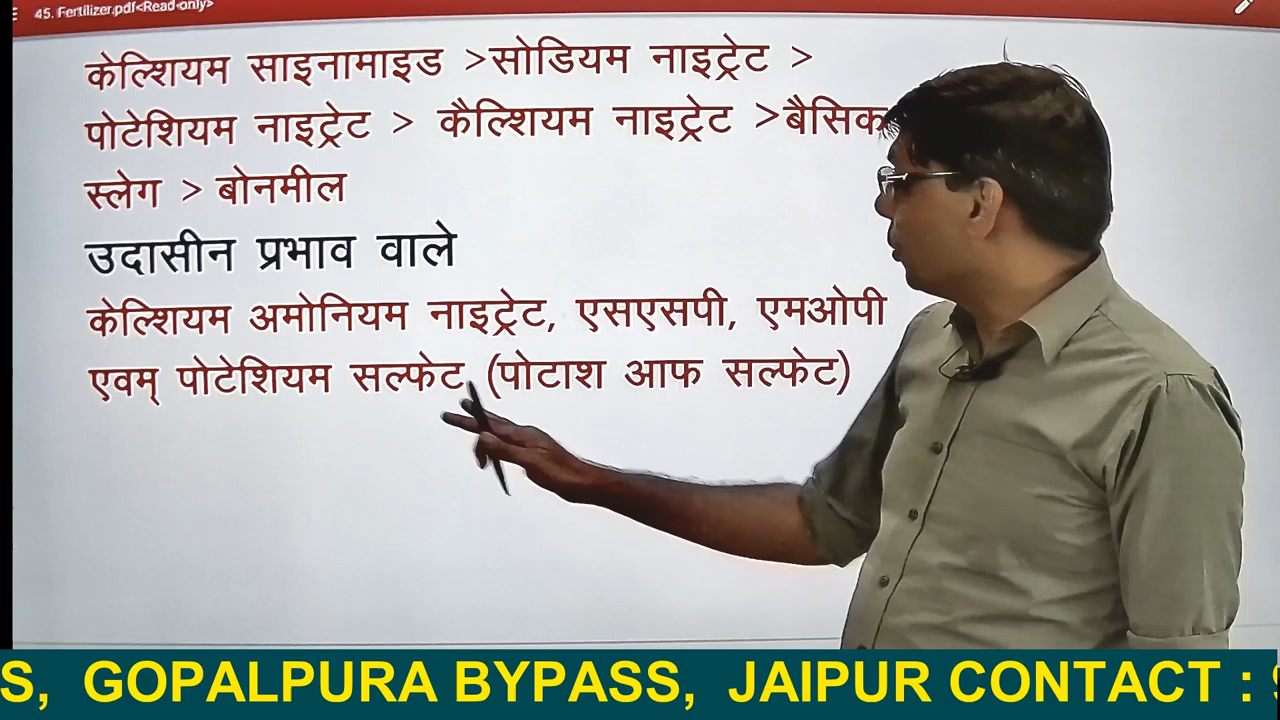 45. Fertilizer.pdf<Read-only>
केल्शियम साइनामाइड >सोडियम नाइट्रेट >
पोटेशियम नाइट्रेट > कैल्शियम नाइट्रेट >बैसिक
स्लेग > बोनमील
उदासीन प्रभाव वाले
केल्शियम अमोनियम नाइट्रेट, एसएसपी, एमओपी
एवम् पोटेशियम सल्फेट (पोटाश आफ सल्फेट)
S, GOPALPURA BYPASS, JAIPUR CONTACT :